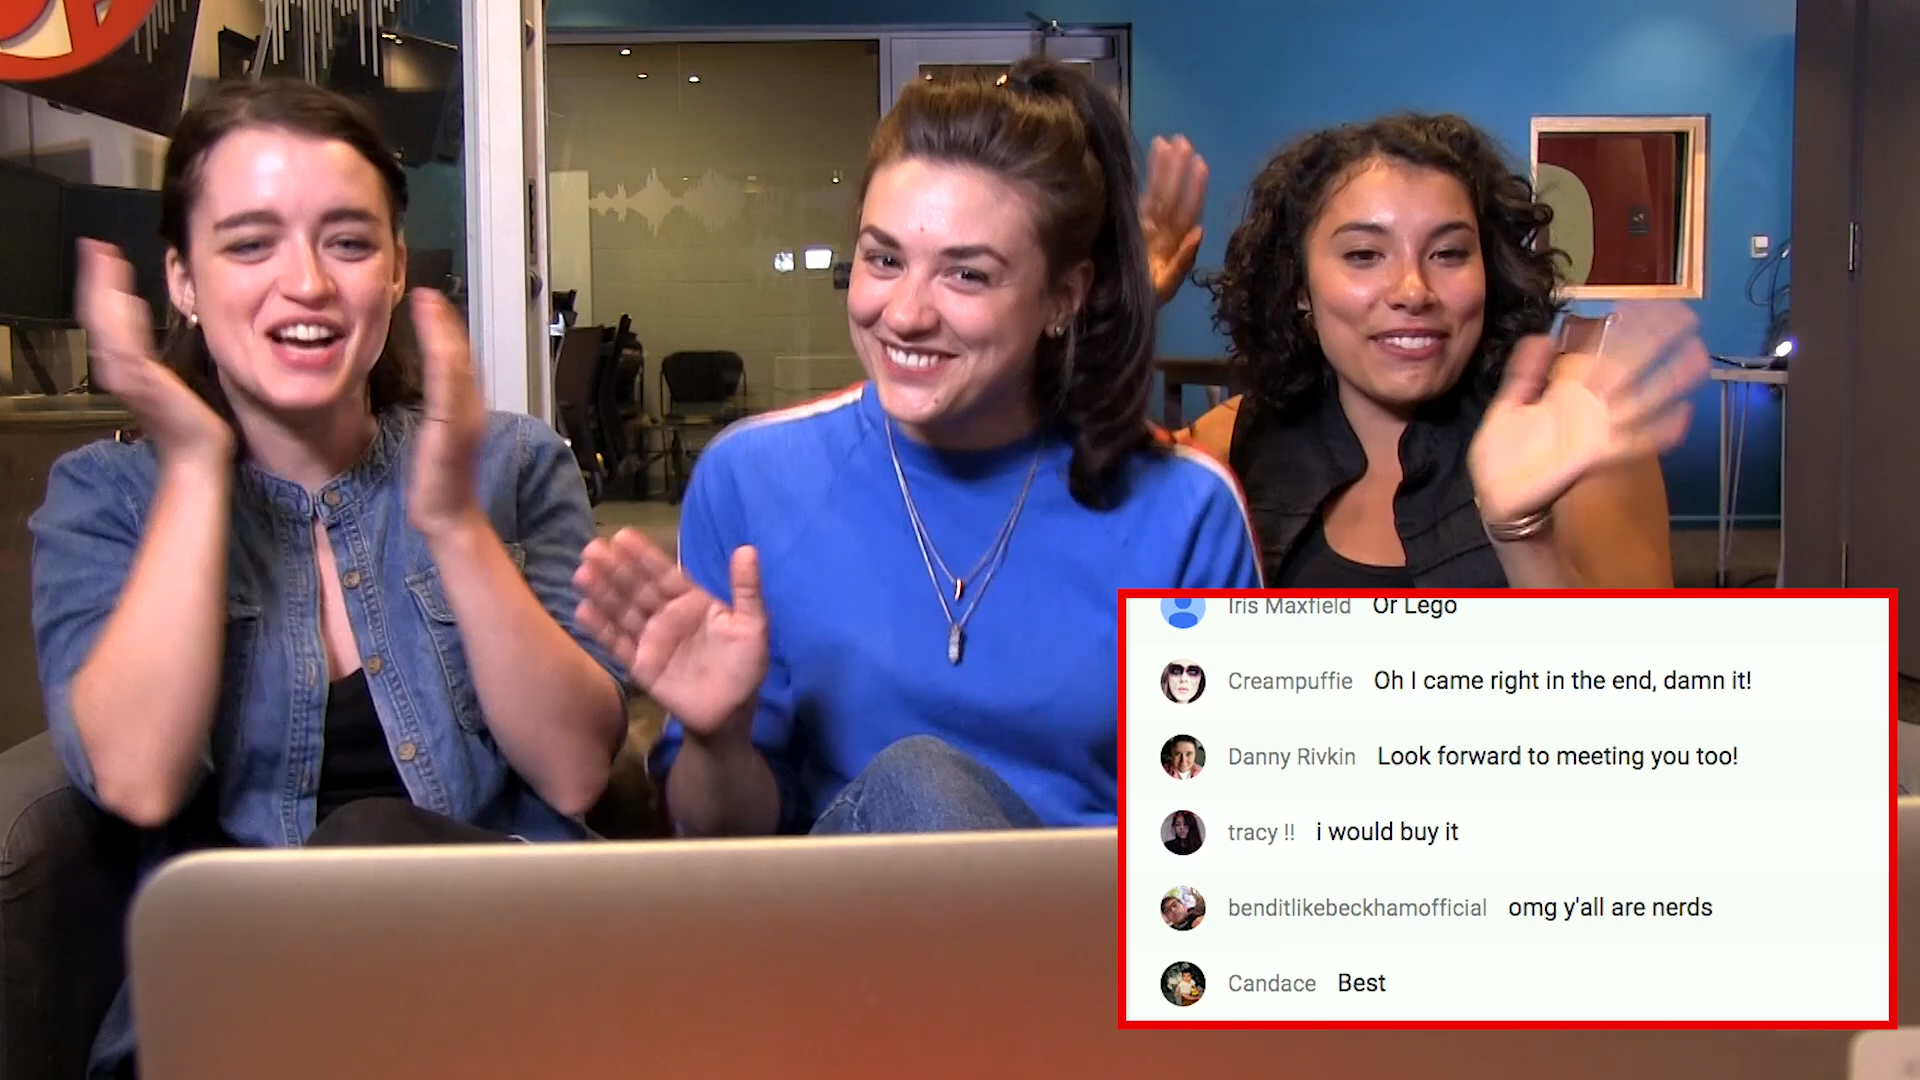 Iris Maxfield Or Lego
Creampuffie Oh I came right in the end, damn it!
Danny Rivkin Look forward to meeting you too!
tracy !! i would buy it
benditlikebeckhamofficial omg y'all are nerds
Candace Best